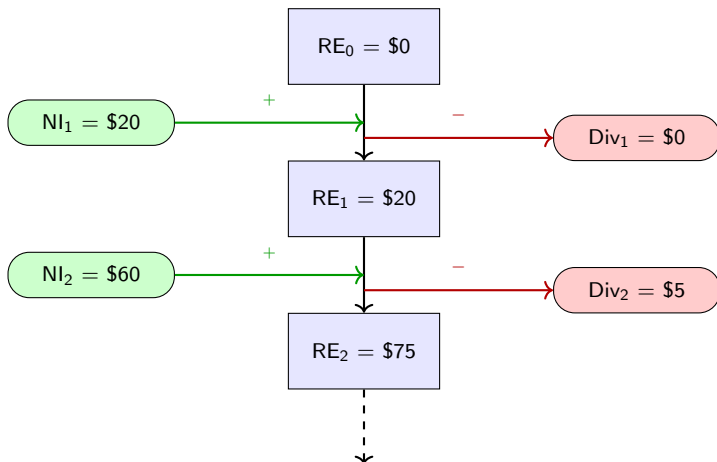 RE₀ = $0
+
−
NI₁ = $20
Div₁ = $0
RE₁ = $20
+
−
NI₂ = $60
Div₂ = $5
RE₂ = $75